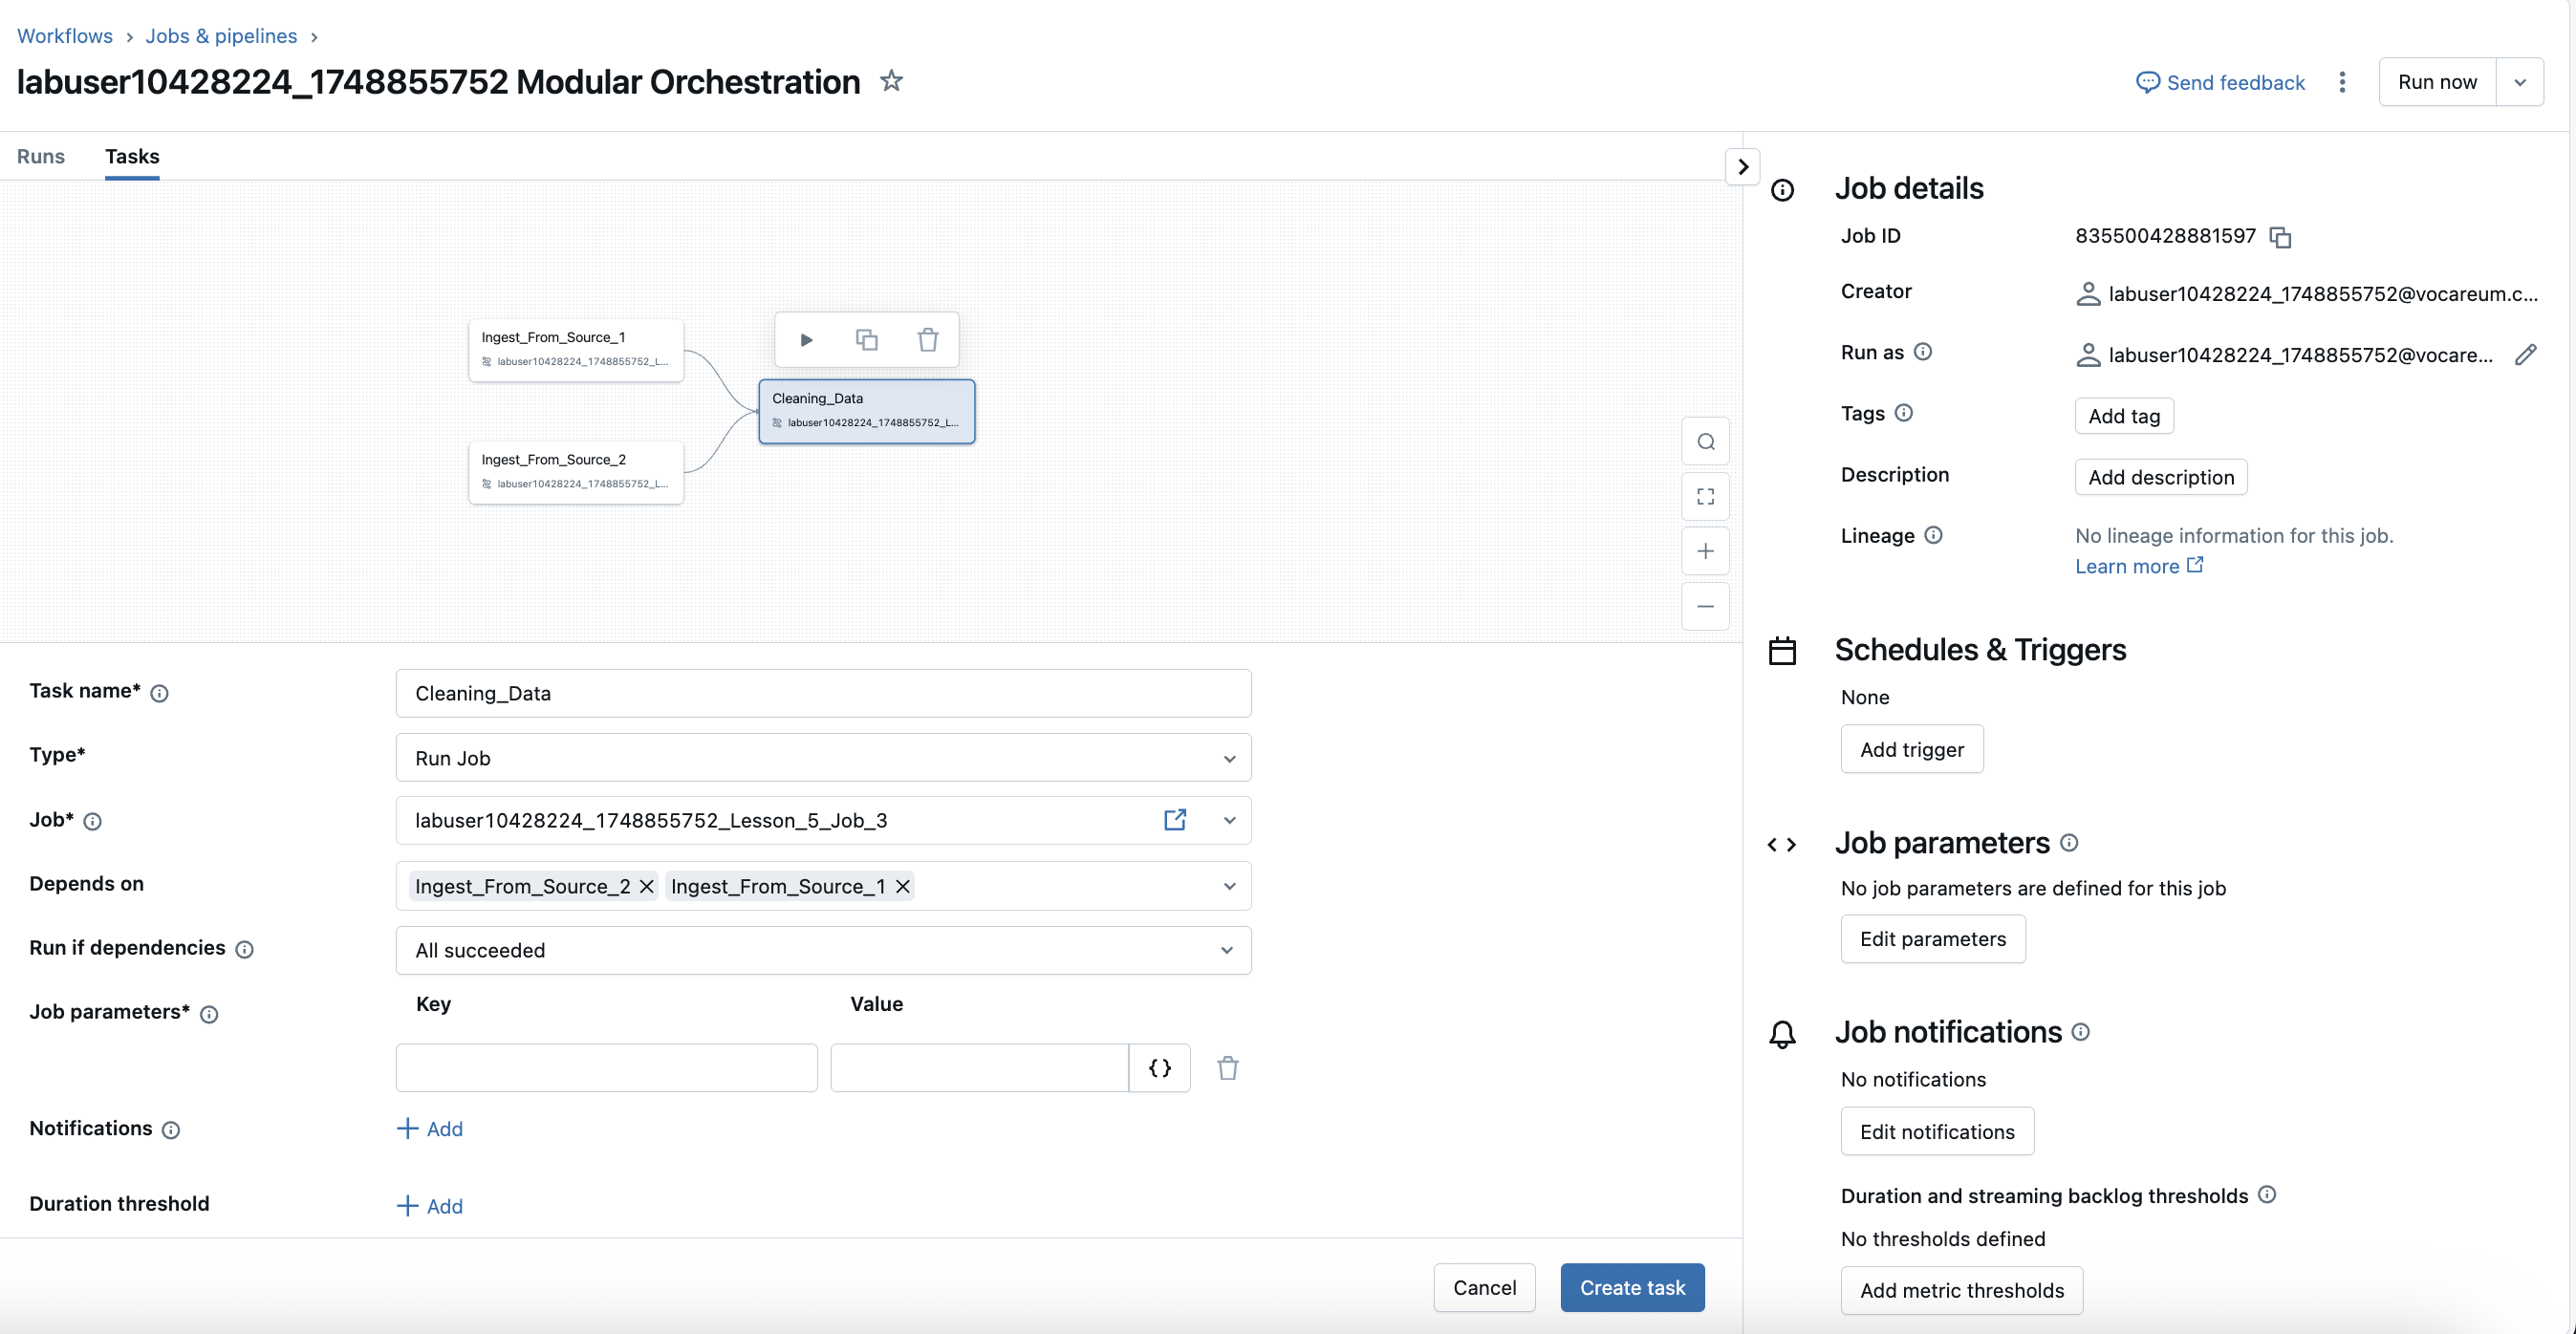 Workflows › Jobs & pipelines ›
labuser10428224_1748855752 Modular Orchestration
Send feedback
Run now
Runs
Tasks
Ingest_From_Source_1
labuser10428224_1748855752_L...
Cleaning_Data
labuser10428224_1748855752_L...
Ingest_From_Source_2
labuser10428224_1748855752_L...
Task name*
Cleaning_Data
Type*
Run Job
Job*
labuser10428224_1748855752_Lesson_5_Job_3
Depends on
Ingest_From_Source_2
Ingest_From_Source_1
Run if dependencies
All succeeded
Job parameters*
Key
Value
{}
Notifications
+ Add
Duration threshold
+ Add
Cancel
Create task
Job details
Job ID
835500428881597
Creator
labuser10428224_1748855752@vocareum.c...
Run as
labuser10428224_1748855752@vocare...
Tags
Add tag
Description
Add description
Lineage
No lineage information for this job.
Learn more
Schedules & Triggers
None
Add trigger
Job parameters
No job parameters are defined for this job
Edit parameters
Job notifications
No notifications
Edit notifications
Duration and streaming backlog thresholds
No thresholds defined
Add metric thresholds